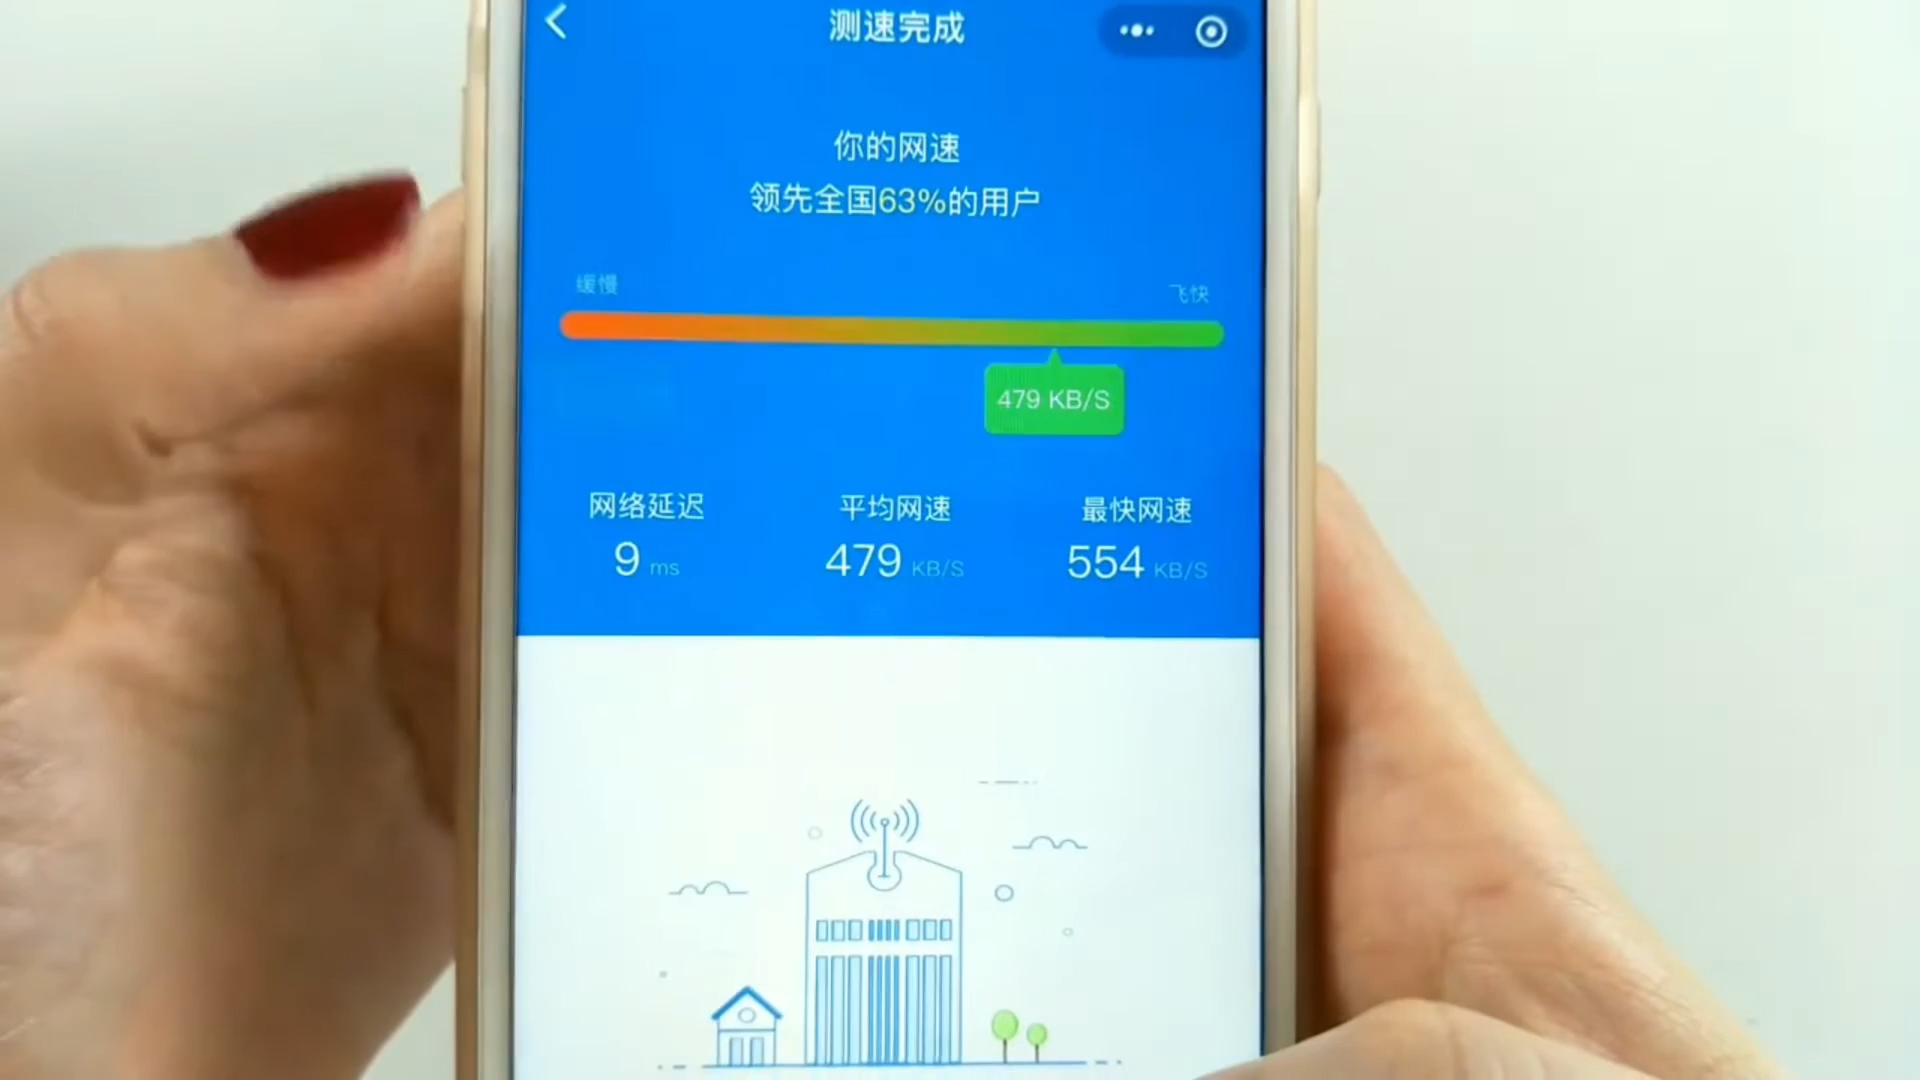 测速完成
你的网速
领先全国63%的用户
缓慢
飞快
479 KB/S
网络延迟 平均网速 最快网速
9 ms 479 KB/S 554 KB/S